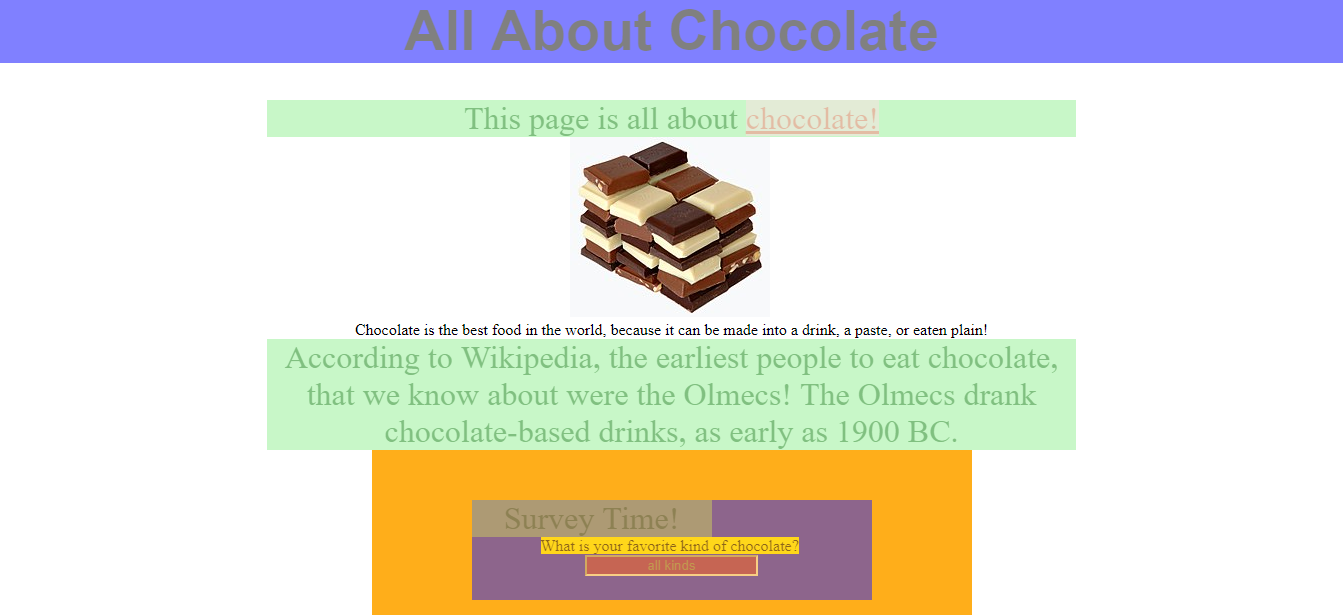 All About Chocolate
This page is all about chocolate!
Chocolate is the best food in the world, because it can be made into a drink, a paste, or eaten plain!
According to Wikipedia, the earliest people to eat chocolate,
that we know about were the Olmecs! The Olmecs drank
chocolate-based drinks, as early as 1900 BC.
Survey Time!
What is your favorite kind of chocolate?
all kinds